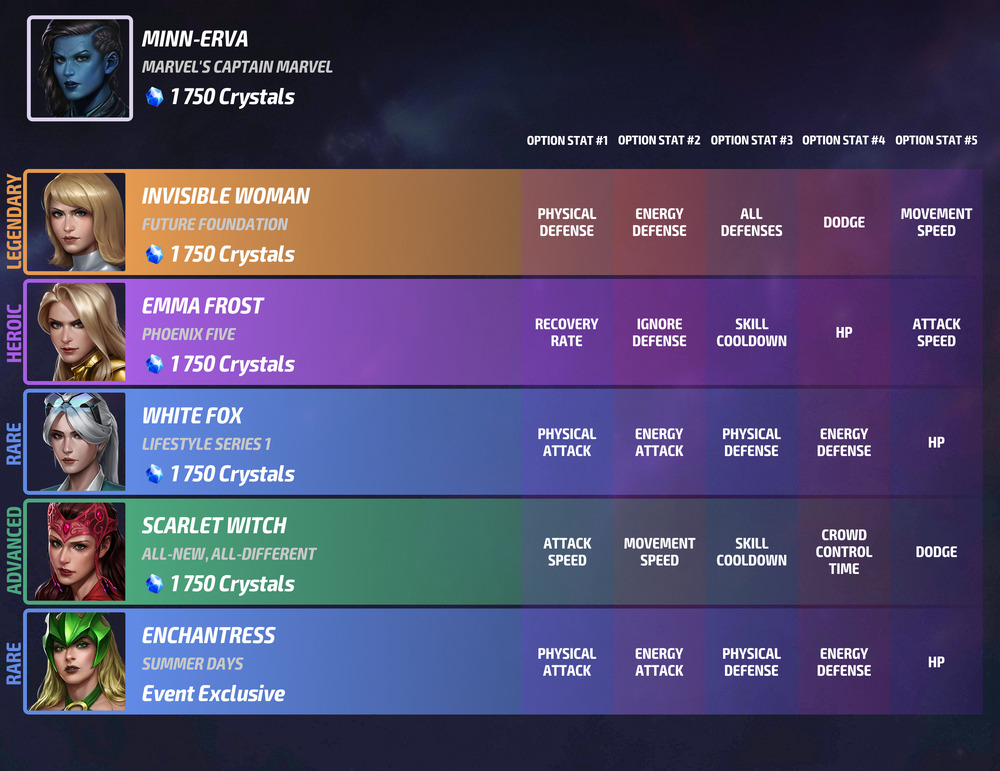 MINN-ERVA
MARVEL'S CAPTAIN MARVEL
1 750 Crystals
OPTION STAT #1 OPTION STAT #2 OPTION STAT #3 OPTION STAT #4 OPTION STAT #5
LEGENDARY
INVISIBLE WOMAN
FUTURE FOUNDATION
1 750 Crystals
PHYSICAL
DEFENSE
ENERGY
DEFENSE
ALL
DEFENSES
DODGE
MOVEMENT
SPEED
HEROIC
EMMA FROST
PHOENIX FIVE
1 750 Crystals
RECOVERY
RATE
IGNORE
DEFENSE
SKILL
COOLDOWN
HP
ATTACK
SPEED
RARE
WHITE FOX
LIFESTYLE SERIES 1
1 750 Crystals
PHYSICAL
ATTACK
ENERGY
ATTACK
PHYSICAL
DEFENSE
ENERGY
DEFENSE
HP
ADVANCED
SCARLET WITCH
ALL-NEW, ALL-DIFFERENT
1 750 Crystals
ATTACK
SPEED
MOVEMENT
SPEED
SKILL
COOLDOWN
CROWD
CONTROL
TIME
DODGE
RARE
ENCHANTRESS
SUMMER DAYS
Event Exclusive
PHYSICAL
ATTACK
ENERGY
ATTACK
PHYSICAL
DEFENSE
ENERGY
DEFENSE
HP